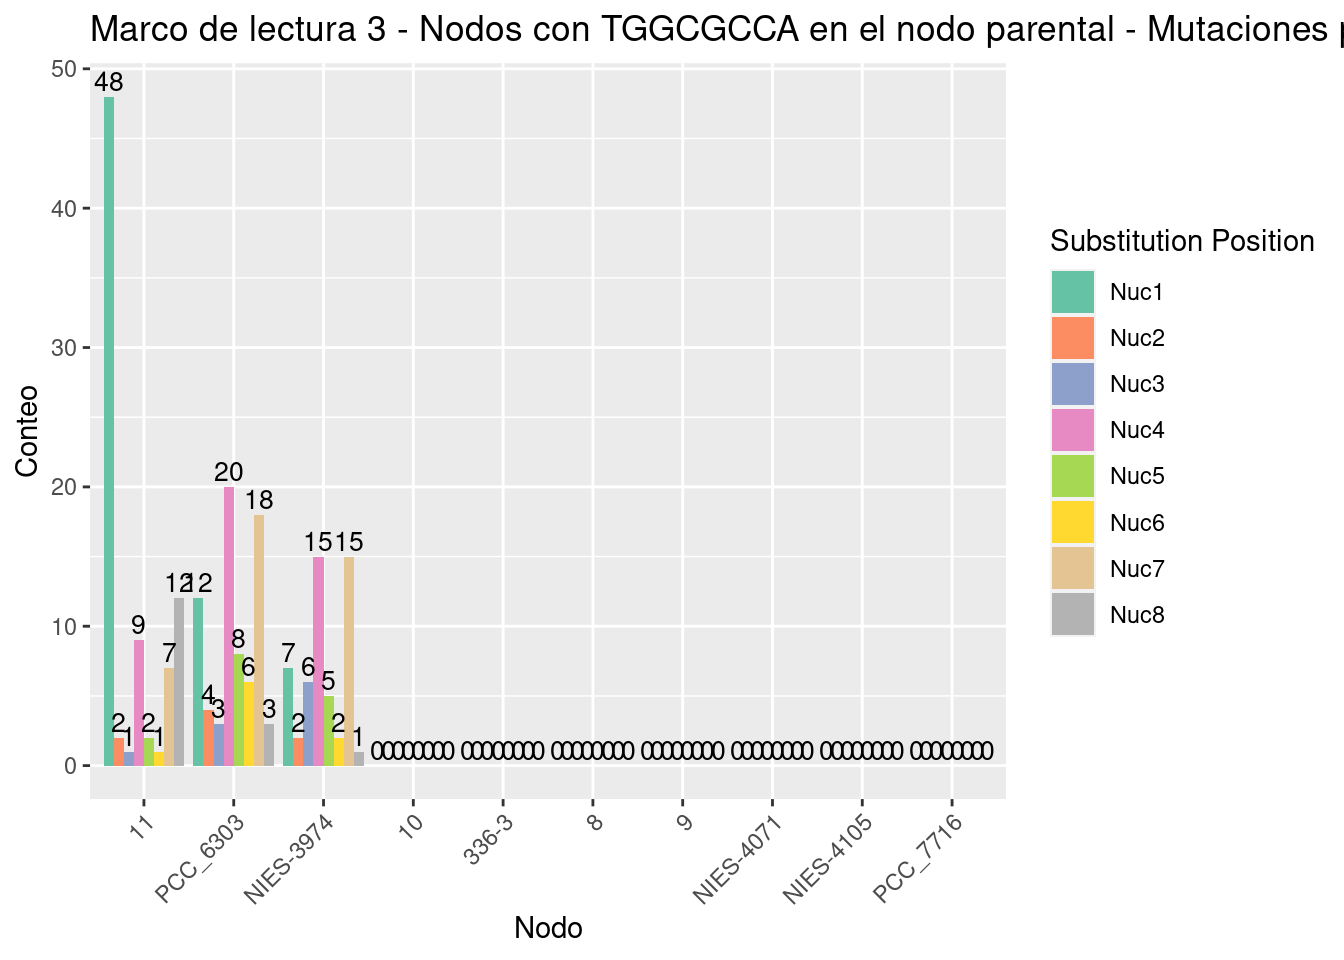 Marco de lectura 3 - Nodos con TGGCGCCA en el nodo parental - Mutaciones p
50
40
30
20
10
0
Conteo
48
2
1
9
2
1
7
12
12
4
3
20
8
6
18
3
7
2
6
15
5
2
15
1
00000000 00000000 00000000 00000000 00000000 00000000 00000000
11
PCC_6303
NIES-3974
10
336-3
8
9
NIES-4071
NIES-4105
PCC_7716
Nodo
Substitution Position
Nuc1
Nuc2
Nuc3
Nuc4
Nuc5
Nuc6
Nuc7
Nuc8